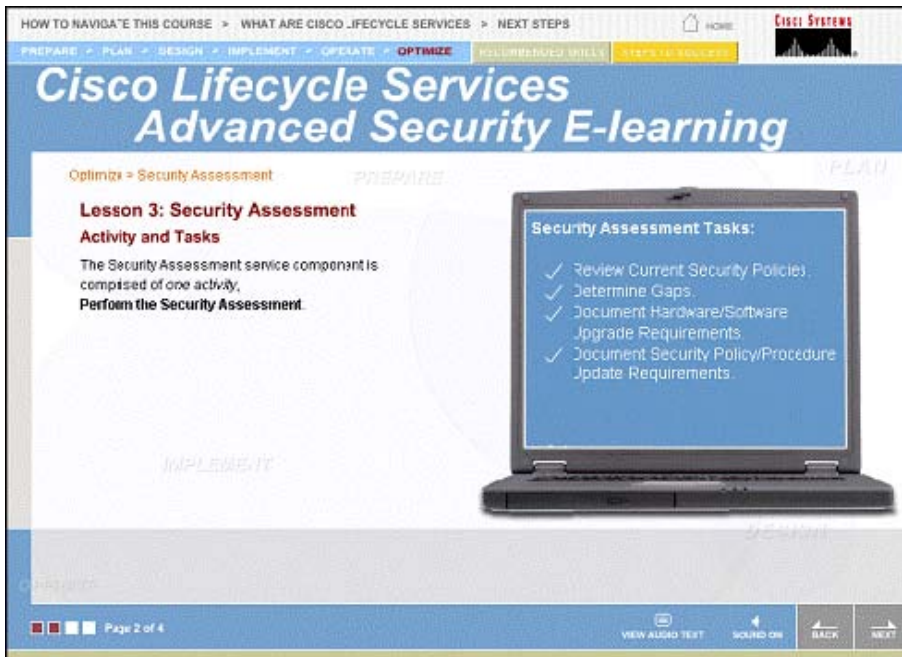 HOW TO NAVIGATE THIS COURSE > WHAT ARE CISCO LIFECYCLE SERVICES > NEXT STEPS
HOME
CISCO SYSTEMS
PREPARE PLAN DESIGN IMPLEMENT OPERATE OPTIMIZE RECOMMENDED SKILLS STEPS TO SUCCESS
Cisco Lifecycle Services
Advanced Security E-learning
Optimize > Security Assessment
PREPARE
PLAN
Lesson 3: Security Assessment
Activity and Tasks
The Security Assessment service component is
comprised of one activity,
Perform the Security Assessment.
Security Assessment Tasks:
✓ Review Current Security Policies.
✓ Determine Gaps.
✓ Document Hardware/Software
Upgrade Requirements.
✓ Document Security Policy/Procedure
Update Requirements.
IMPLEMENT
DESIGN
OPERATE
Page 2 of 4
VIEW AUDIO TEXT
SOUND ON
BACK
NEXT